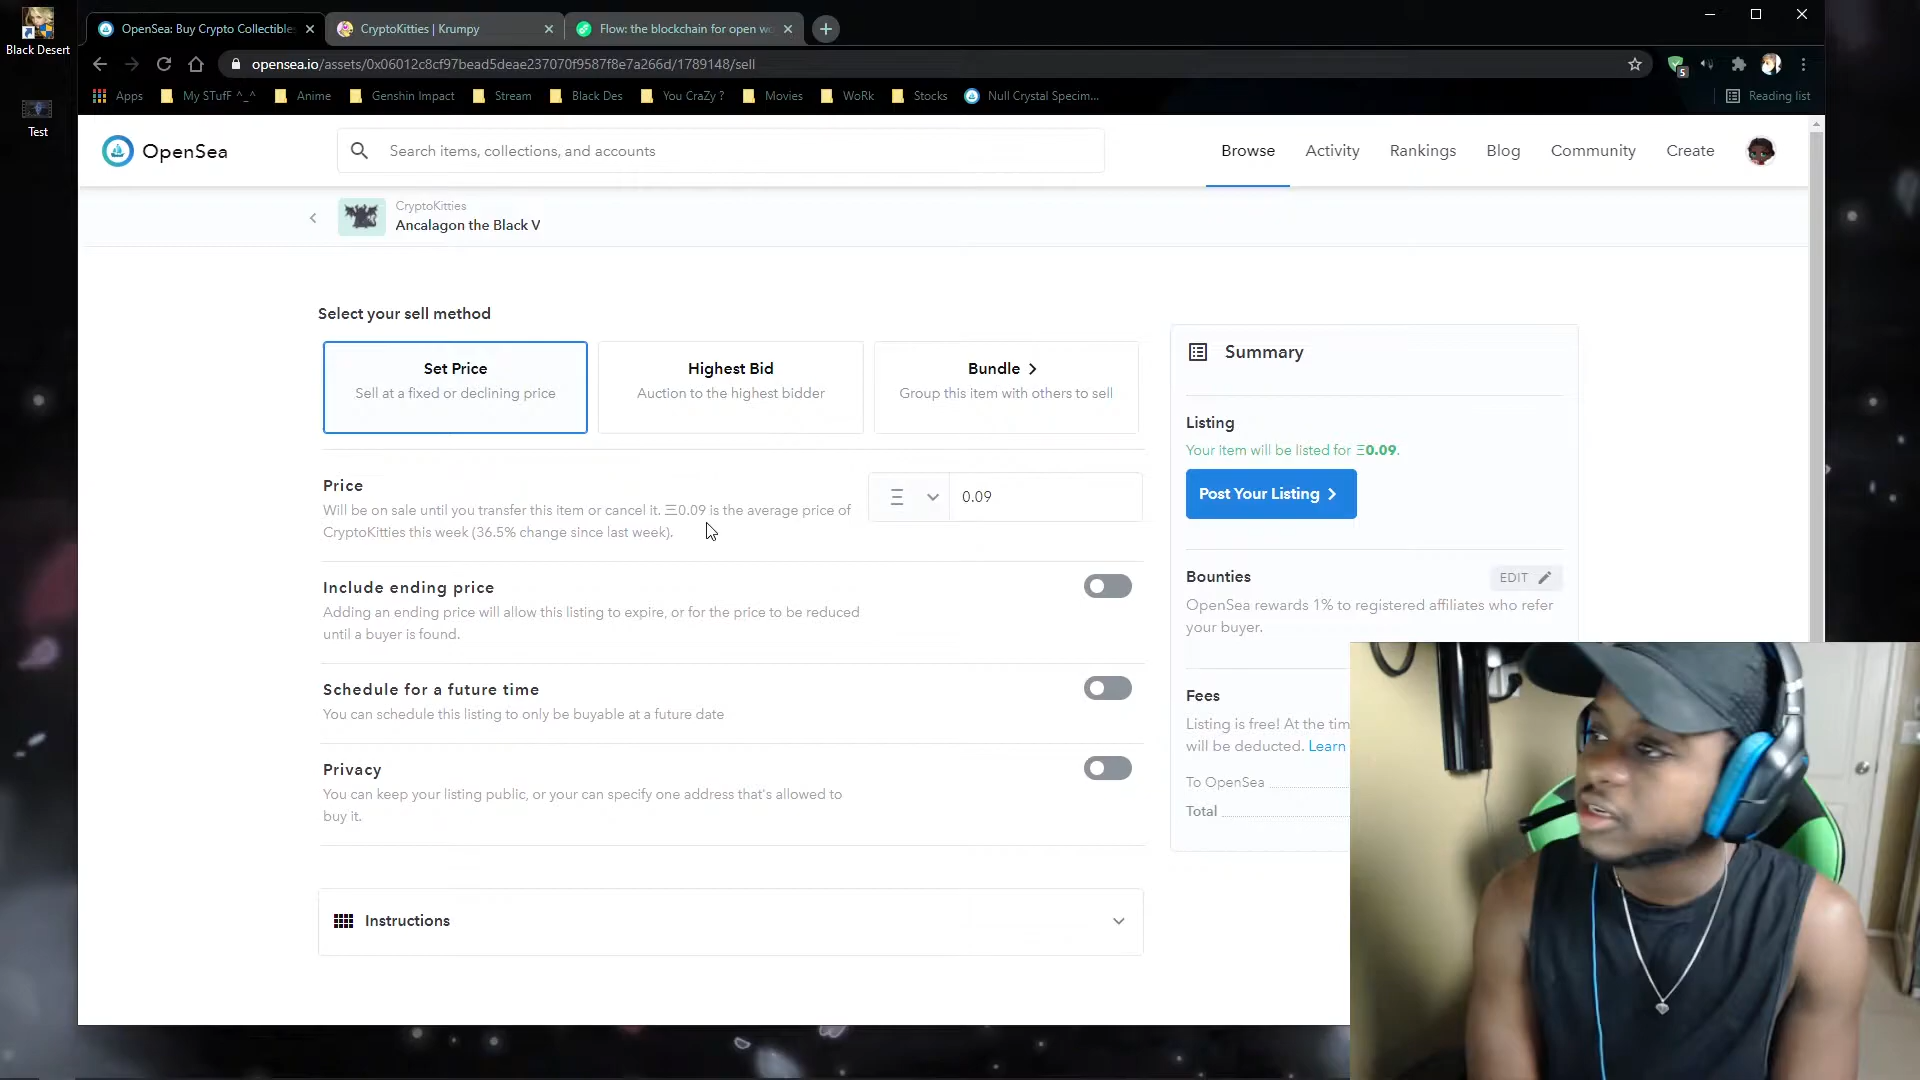 Black Desert
Test
OpenSea: Buy Crypto Collectibles
CryptoKitties | Krumpy
Flow: the blockchain for open wo
opensea.io/assets/0x06012c8cf97bead5deae237070f9587f8e7a266d/1789148/sell
5
Apps
My STufF ^_^
Anime
Genshin Impact
Stream
Black Des
You CraZy ?
Movies
WoRk
Stocks
Null Crystal Specim...
Reading list
OpenSea
Search items, collections, and accounts
Browse
Activity
Rankings
Blog
Community
Create
CryptoKitties
Ancalagon the Black V
Select your sell method
Set Price
Sell at a fixed or declining price
Highest Bid
Auction to the highest bidder
Bundle >
Group this item with others to sell
Price
Will be on sale until you transfer this item or cancel it. Ξ0.09 is the average price of
CryptoKitties this week (36.5% change since last week).
Ξ
0.09
Include ending price
Adding an ending price will allow this listing to expire, or for the price to be reduced
until a buyer is found.
Schedule for a future time
You can schedule this listing to only be buyable at a future date
Privacy
You can keep your listing public, or your can specify one address that's allowed to
buy it.
Instructions
Summary
Listing
Your item will be listed for Ξ0.09.
Post Your Listing >
Bounties
EDIT
OpenSea rewards 1% to registered affiliates who refer
your buyer.
Fees
Listing is free! At the tim
will be deducted. Learn
To OpenSea
Total